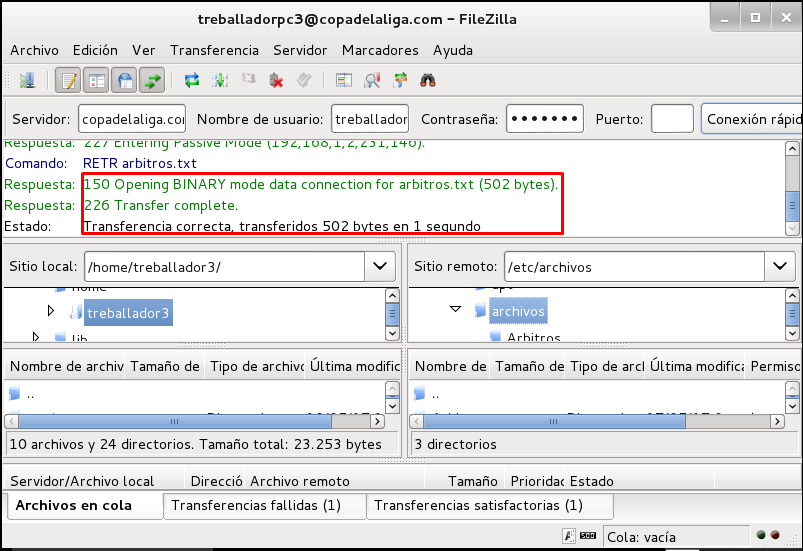 treballadorpc3@copadelaliga.com – FileZilla
Archivo Edición Ver Transferencia Servidor Marcadores Ayuda
Servidor: copadelaliga.co Nombre de usuario: treballador Contraseña: ●●●●●●● Puerto: Conexión rápid
Respuesta: 227 Entering Passive Mode (192,168,1,2,231,146).
Comando: RETR arbitros.txt
Respuesta: 150 Opening BINARY mode data connection for arbitros.txt (502 bytes).
Respuesta: 226 Transfer complete.
Estado: Transferencia correcta, transferidos 502 bytes en 1 segundo
Sitio local: /home/treballador3/
Sitio remoto: /etc/archivos
home
treballador3
lib
archivos
Arbitros
Nombre de archiv Tamaño de Tipo de archivo Última modific
..
10 archivos y 24 directorios. Tamaño total: 23.253 bytes
Nombre de Tamaño de Tipo de arcl Última modifica Permisc
..
3 directorios
Servidor/Archivo local Direcció Archivo remoto Tamaño Prioridac Estado
Archivos en cola Transferencias fallidas (1) Transferencias satisfactorias (1)
Cola: vacía